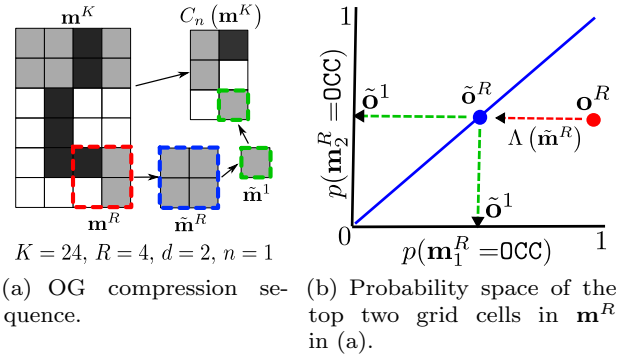 m^K
C_n (m^K)
m^R
m̃^R
m̃^1
K = 24, R = 4, d = 2, n = 1
(a) OG compression se-
quence.
1
p(m_2^R =OCC)
õ^1
õ^R
o^R
Λ (m̃^R)
õ^1
0
p(m_1^R =OCC)
1
(b) Probability space of the
top two grid cells in m^R
in (a).